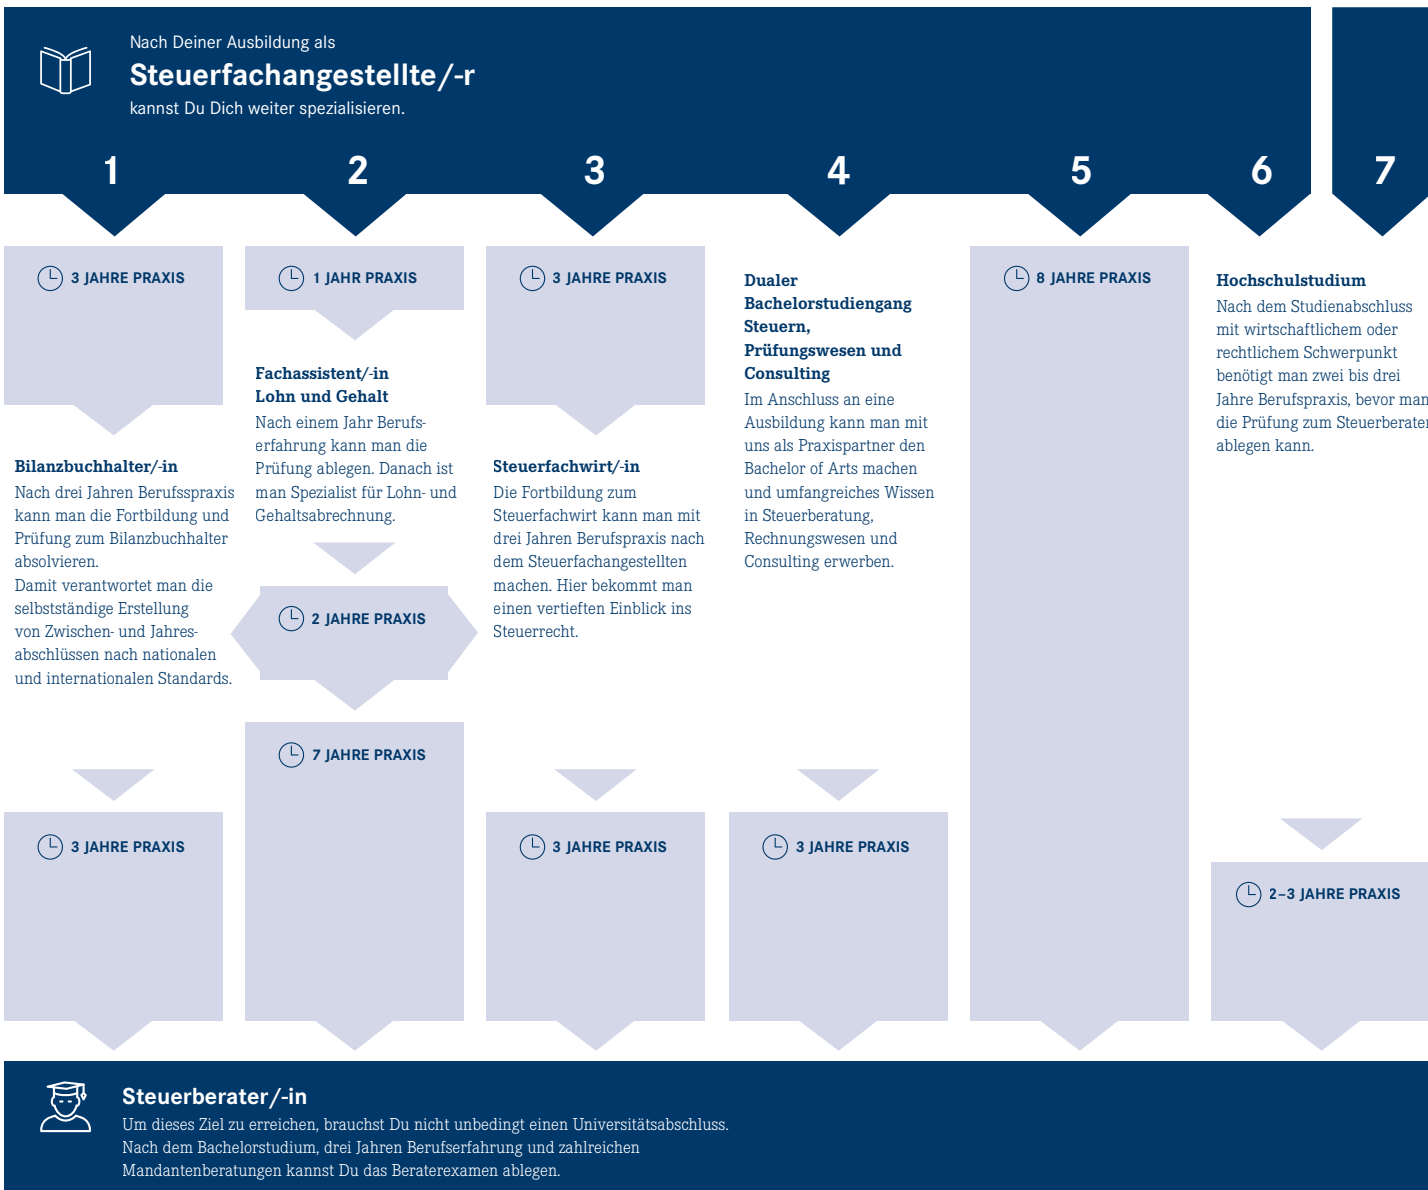 Nach Deiner Ausbildung als
Steuerfachangestellte/-r
kannst Du Dich weiter spezialisieren.
1
2
3
4
5
6
7
3 JAHRE PRAXIS
Bilanzbuchhalter/-in
Nach drei Jahren Berufsspraxis
kann man die Fortbildung und
Prüfung zum Bilanzbuchhalter
absolvieren.
Damit verantwortet man die
selbstständige Erstellung
von Zwischen- und Jahres-
abschlüssen nach nationalen
und internationalen Standards.
3 JAHRE PRAXIS
1 JAHR PRAXIS
Fachassistent/-in
Lohn und Gehalt
Nach einem Jahr Berufs-
erfahrung kann man die
Prüfung ablegen. Danach ist
man Spezialist für Lohn- und
Gehaltsabrechnung.
2 JAHRE PRAXIS
7 JAHRE PRAXIS
3 JAHRE PRAXIS
Steuerfachwirt/-in
Die Fortbildung zum
Steuerfachwirt kann man mit
drei Jahren Berufspraxis nach
dem Steuerfachangestellten
machen. Hier bekommt man
einen vertieften Einblick ins
Steuerrecht.
3 JAHRE PRAXIS
Dualer
Bachelorstudiengang
Steuern,
Prüfungswesen und
Consulting
Im Anschluss an eine
Ausbildung kann man mit
uns als Praxispartner den
Bachelor of Arts machen
und umfangreiches Wissen
in Steuerberatung,
Rechnungswesen und
Consulting erwerben.
3 JAHRE PRAXIS
8 JAHRE PRAXIS
Hochschulstudium
Nach dem Studienabschluss
mit wirtschaftlichem oder
rechtlichem Schwerpunkt
benötigt man zwei bis drei
Jahre Berufspraxis, bevor man
die Prüfung zum Steuerberater
ablegen kann.
2–3 JAHRE PRAXIS
Steuerberater/-in
Um dieses Ziel zu erreichen, brauchst Du nicht unbedingt einen Universitätsabschluss.
Nach dem Bachelorstudium, drei Jahren Berufserfahrung und zahlreichen
Mandantenberatungen kannst Du das Beraterexamen ablegen.